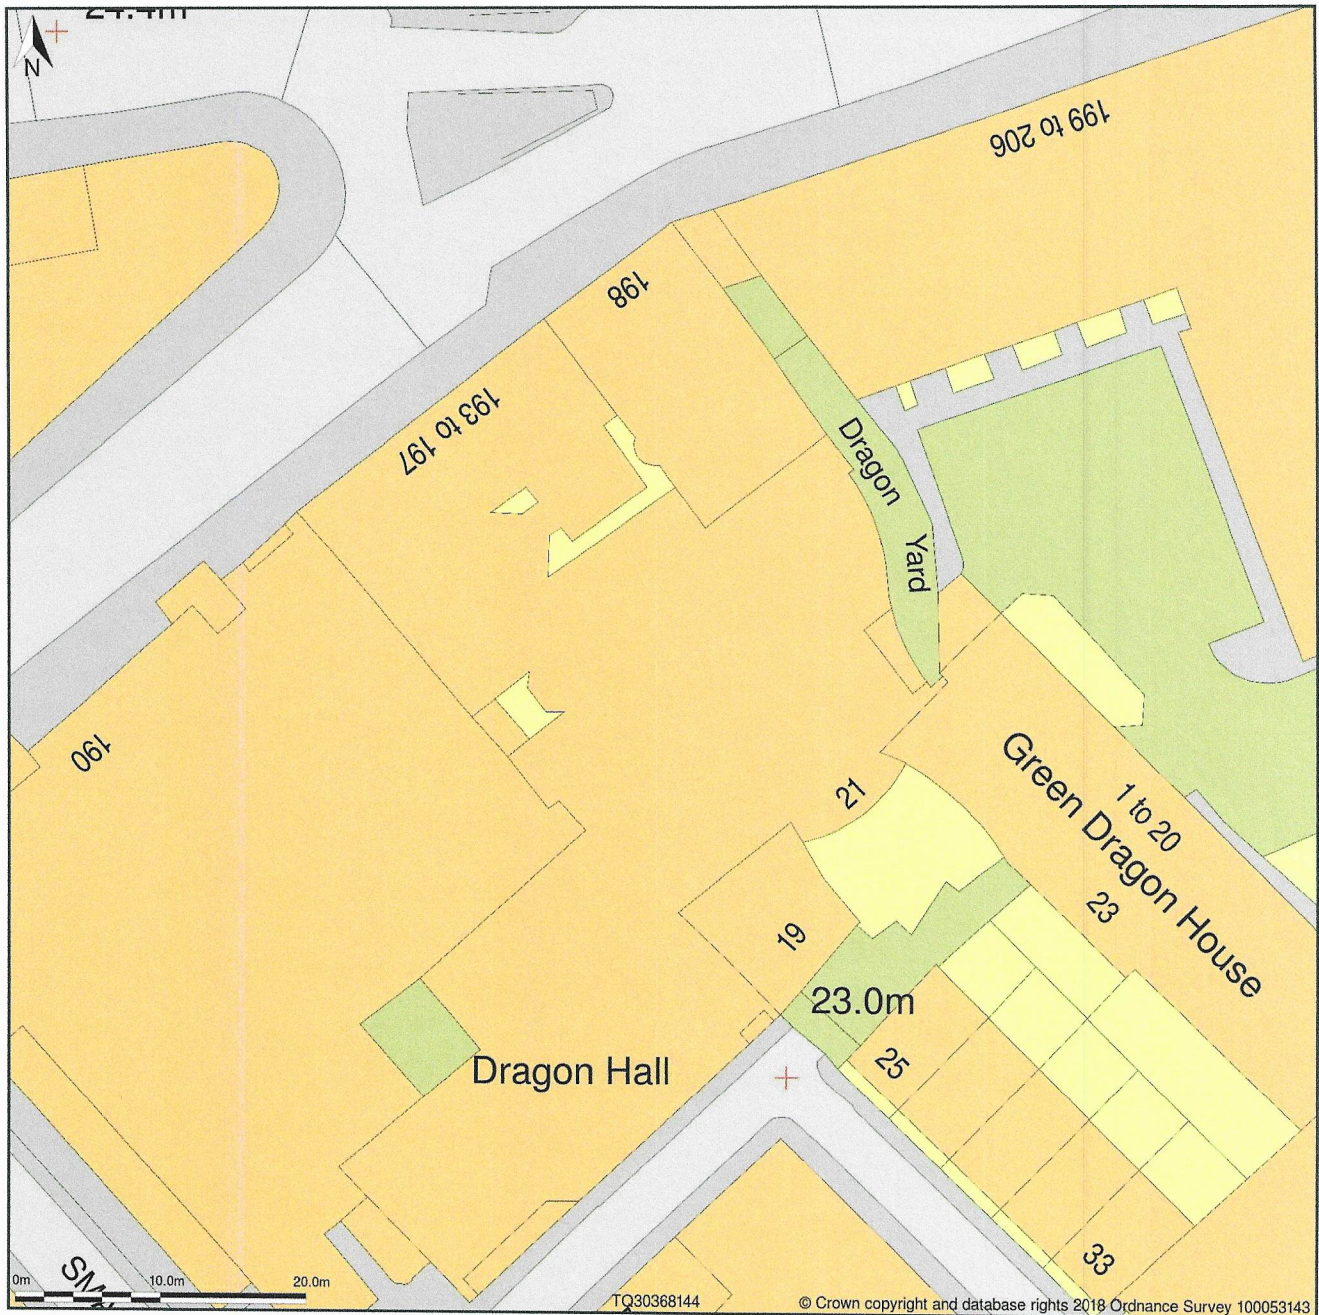 24.4m
N
199 to 206
198
193 to 197
Dragon
Yard
190
Green Dragon House
1 to 20
21
23
19
23.0m
25
Dragon Hall
33
0m 10.0m 20.0m
TQ30368144
© Crown copyright and database rights 2018 Ordnance Survey 100053143